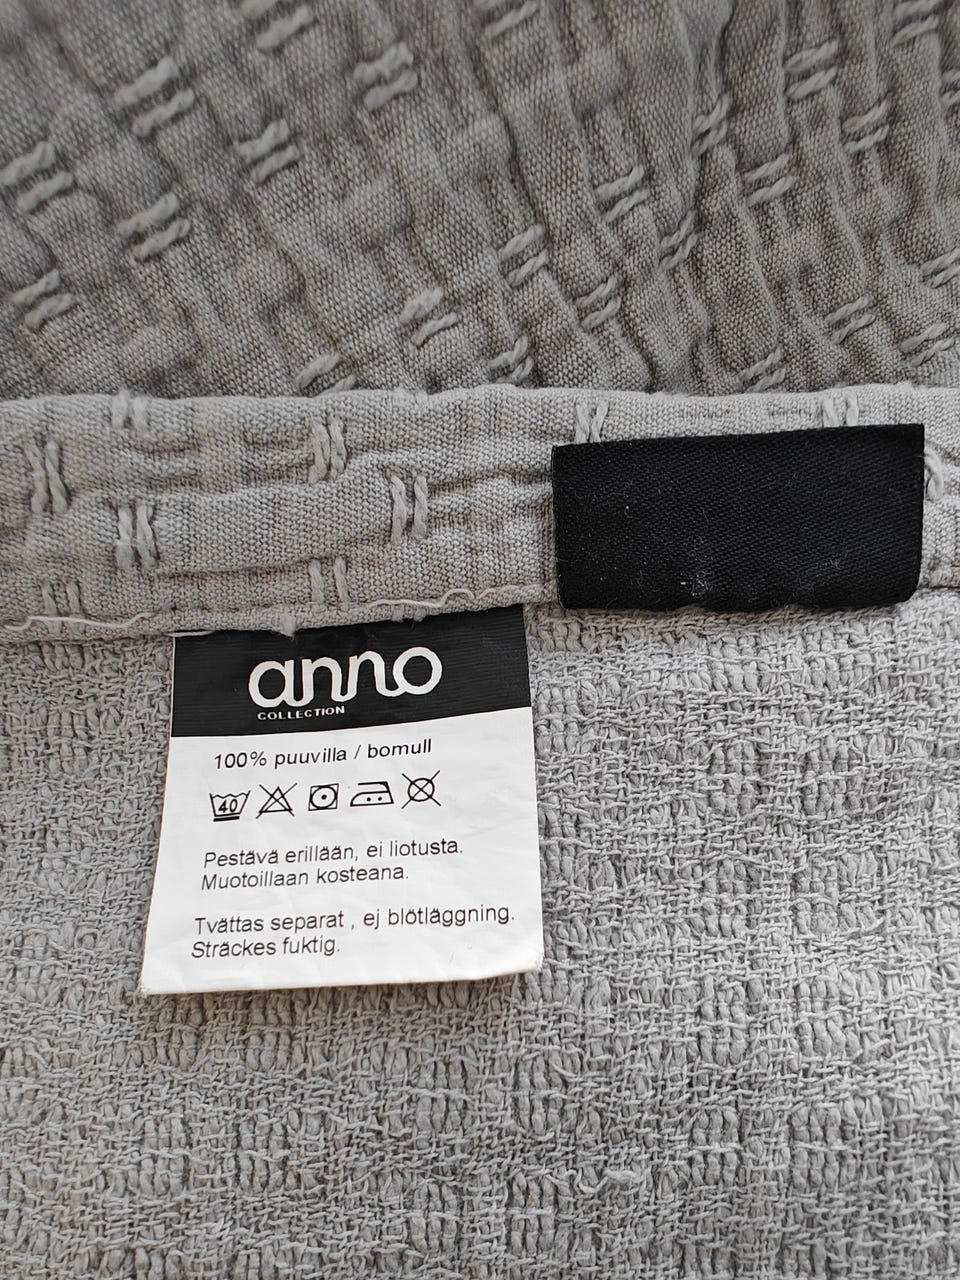 anno
COLLECTION
100% puuvilla / bomull
40
Pestävä erillään, ei liotusta.
Muotoillaan kosteana.
Tvättas separat , ej blötläggning.
Sträckes fuktig.